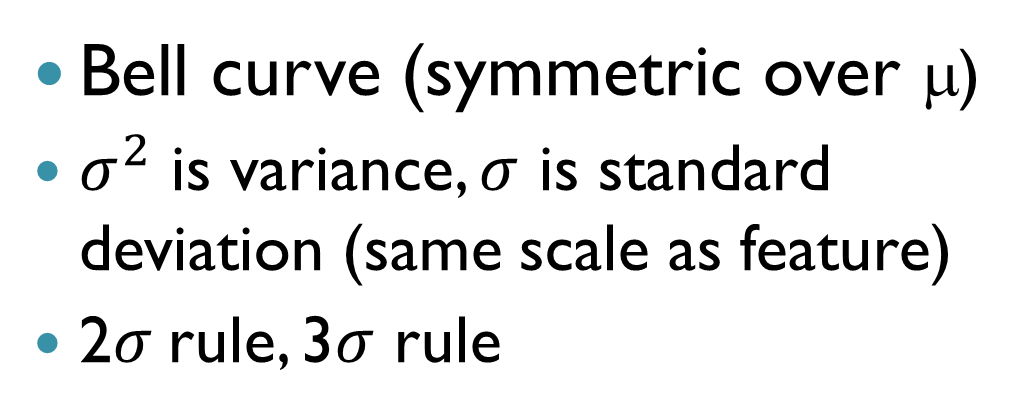 • Bell curve (symmetric over μ)
• σ² is variance, σ is standard
deviation (same scale as feature)
• 2σ rule, 3σ rule